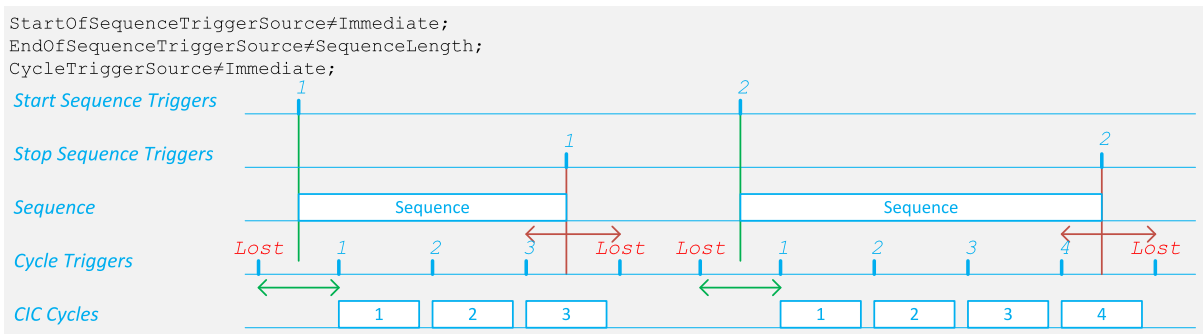 StartOfSequenceTriggerSource≠Immediate;
EndOfSequenceTriggerSource≠SequenceLength;
CycleTriggerSource≠Immediate;
Start Sequence Triggers 1 2
Stop Sequence Triggers 1 2
Sequence Sequence Sequence
Cycle Triggers Lost 1 2 3 Lost Lost 1 2 3 4 Lost
CIC Cycles 1 2 3 1 2 3 4